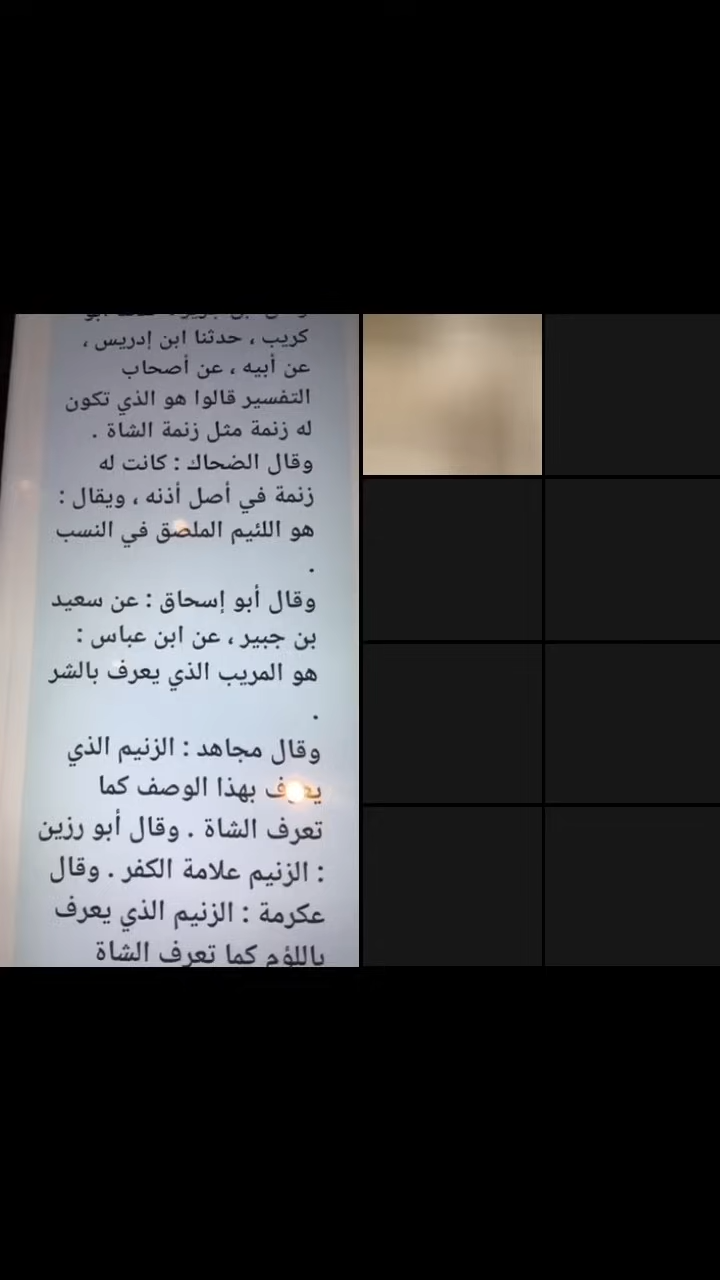 كريب ، حدثنا ابن إدريس ،
عن أبيه ، عن أصحاب
التفسير قالوا هو الذي تكون
له زنمة مثل زنمة الشاة .
وقال الضحاك : كانت له
زنمة في أصل أذنه ، ويقال :
هو اللئيم الملصق في النسب
.
وقال أبو إسحاق : عن سعيد
بن جبير ، عن ابن عباس :
هو المريب الذي يعرف بالشر
.
وقال مجاهد : الزنيم الذي
يعرف بهذا الوصف كما
تعرف الشاة . وقال أبو رزين
: الزنيم علامة الكفر . وقال
عكرمة : الزنيم الذي يعرف
باللؤم كما تعرف الشاة